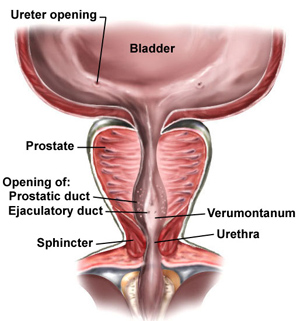 Ureter opening
Bladder
Prostate
Opening of:
Prostatic duct
Ejaculatory duct
Verumontanum
Sphincter
Urethra